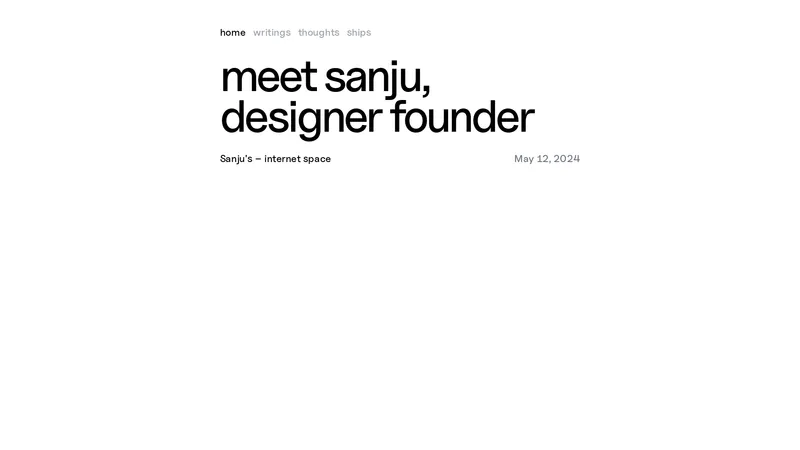 home writings thoughts ships
meet sanju,
designer founder
Sanju's – internet space May 12, 2024